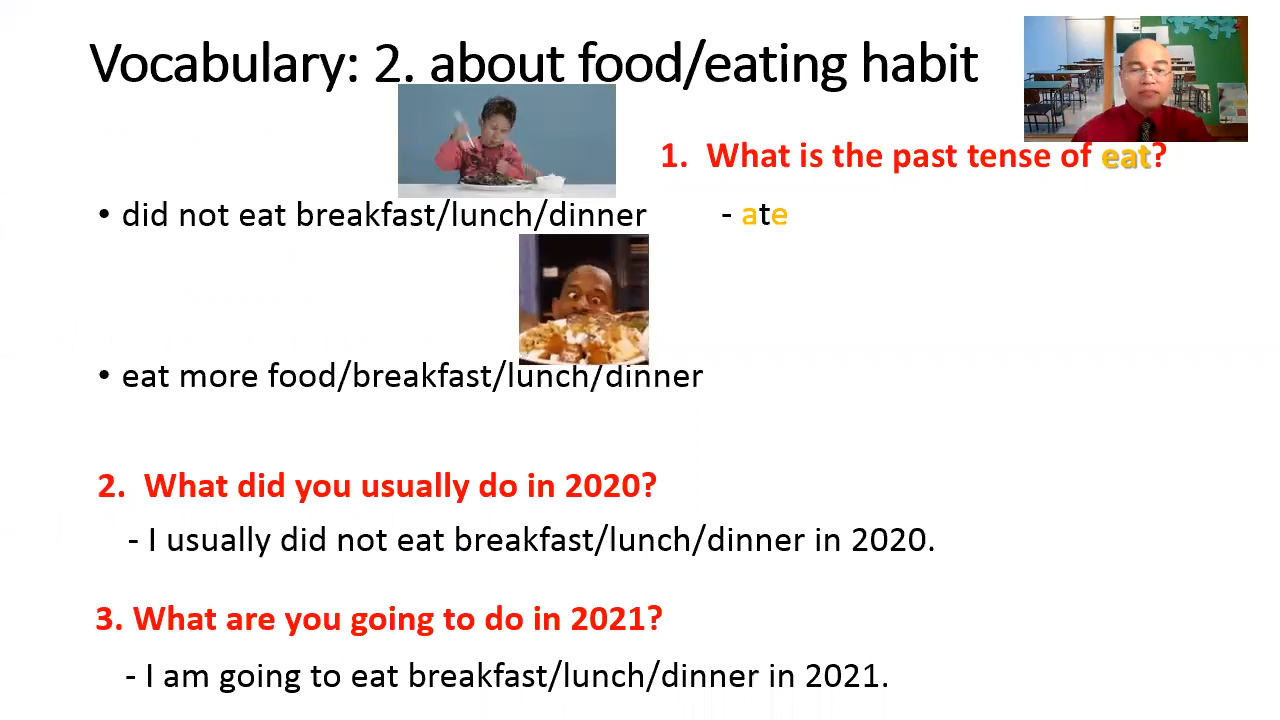 Vocabulary: 2. about food/eating habit
1. What is the past tense of eat?
• did not eat breakfast/lunch/dinner
- ate
• eat more food/breakfast/lunch/dinner
2. What did you usually do in 2020?
- I usually did not eat breakfast/lunch/dinner in 2020.
3. What are you going to do in 2021?
- I am going to eat breakfast/lunch/dinner in 2021.